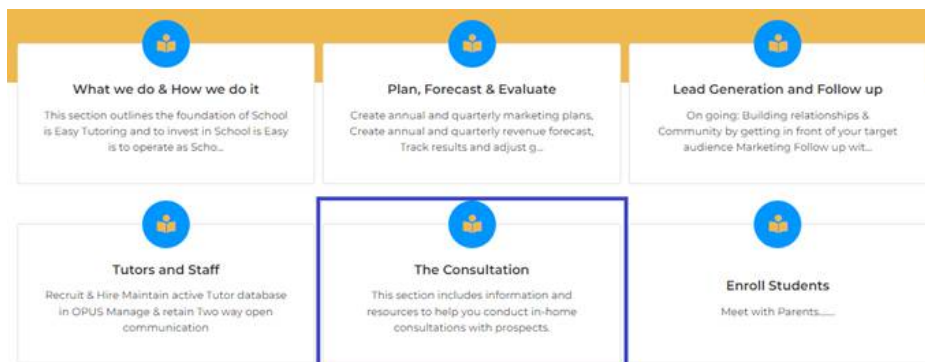 What we do & How we do it
This section outlines the foundation of School
is Easy Tutoring and to invest in School is Easy
is to operate as Scho...
Plan, Forecast & Evaluate
Create annual and quarterly marketing plans,
Create annual and quarterly revenue forecast,
Track results and adjust g...
Lead Generation and Follow up
On going: Building relationships &
Community by getting in front of your target
audience Marketing Follow up wit...
Tutors and Staff
Recruit & Hire Maintain active Tutor database
in OPUS Manage & retain Two way open
communication
The Consultation
This section includes information and
resources to help you conduct in-home
consultations with prospects.
Enroll Students
Meet with Parents......